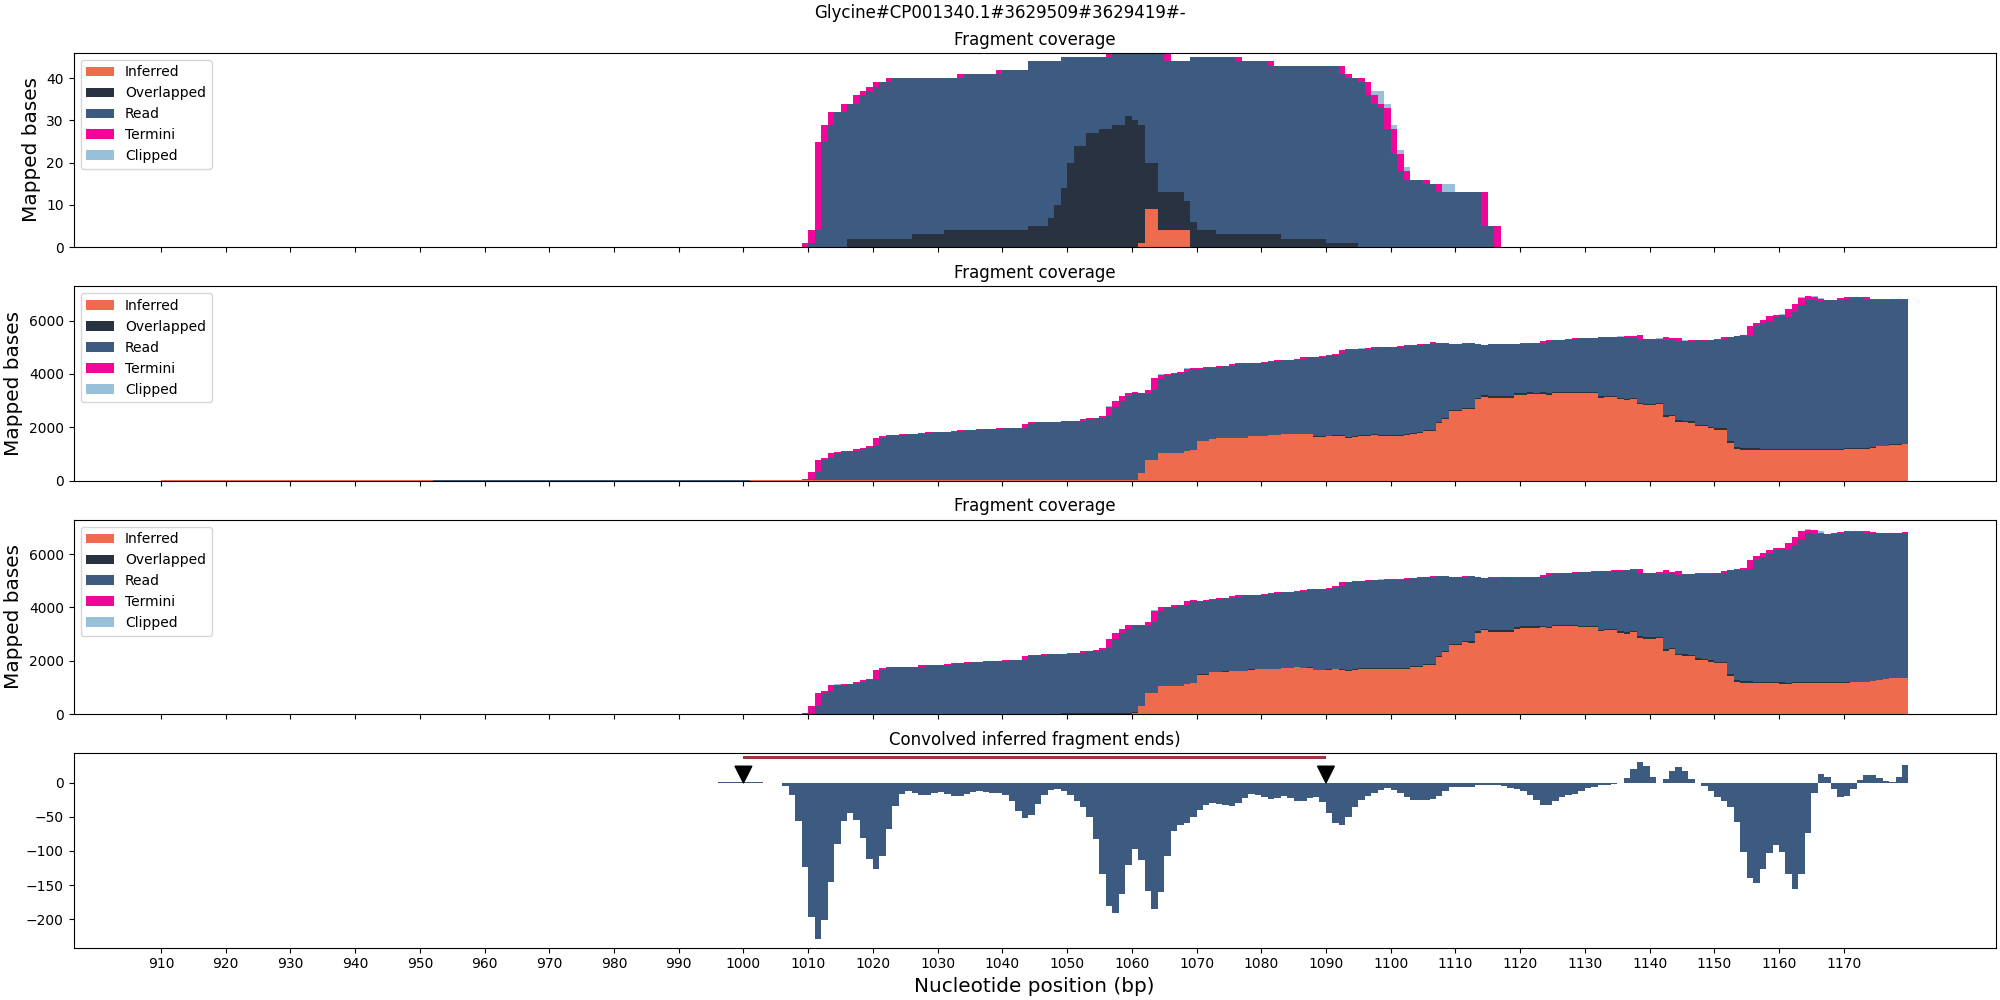 Glycine#CP001340.1#3629509#3629419#-
Fragment coverage
Mapped bases
40
30
20
10
0
Inferred
Overlapped
Read
Termini
Clipped
Fragment coverage
Mapped bases
6000
4000
2000
0
Inferred
Overlapped
Read
Termini
Clipped
Fragment coverage
Mapped bases
6000
4000
2000
0
Inferred
Overlapped
Read
Termini
Clipped
Convolved inferred fragment ends)
0
−50
−100
−150
−200
910 920 930 940 950 960 970 980 990 1000 1010 1020 1030 1040 1050 1060 1070 1080 1090 1100 1110 1120 1130 1140 1150 1160 1170
Nucleotide position (bp)